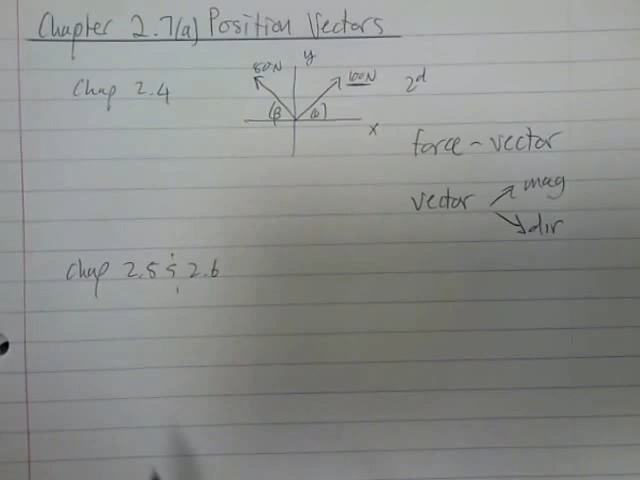 Chapter 2.7(a) Position Vectors
Chap 2.4
y
80N
100N
2d
β
α
x
force - vector
vector
mag
dir
Chap 2.5 & 2.6